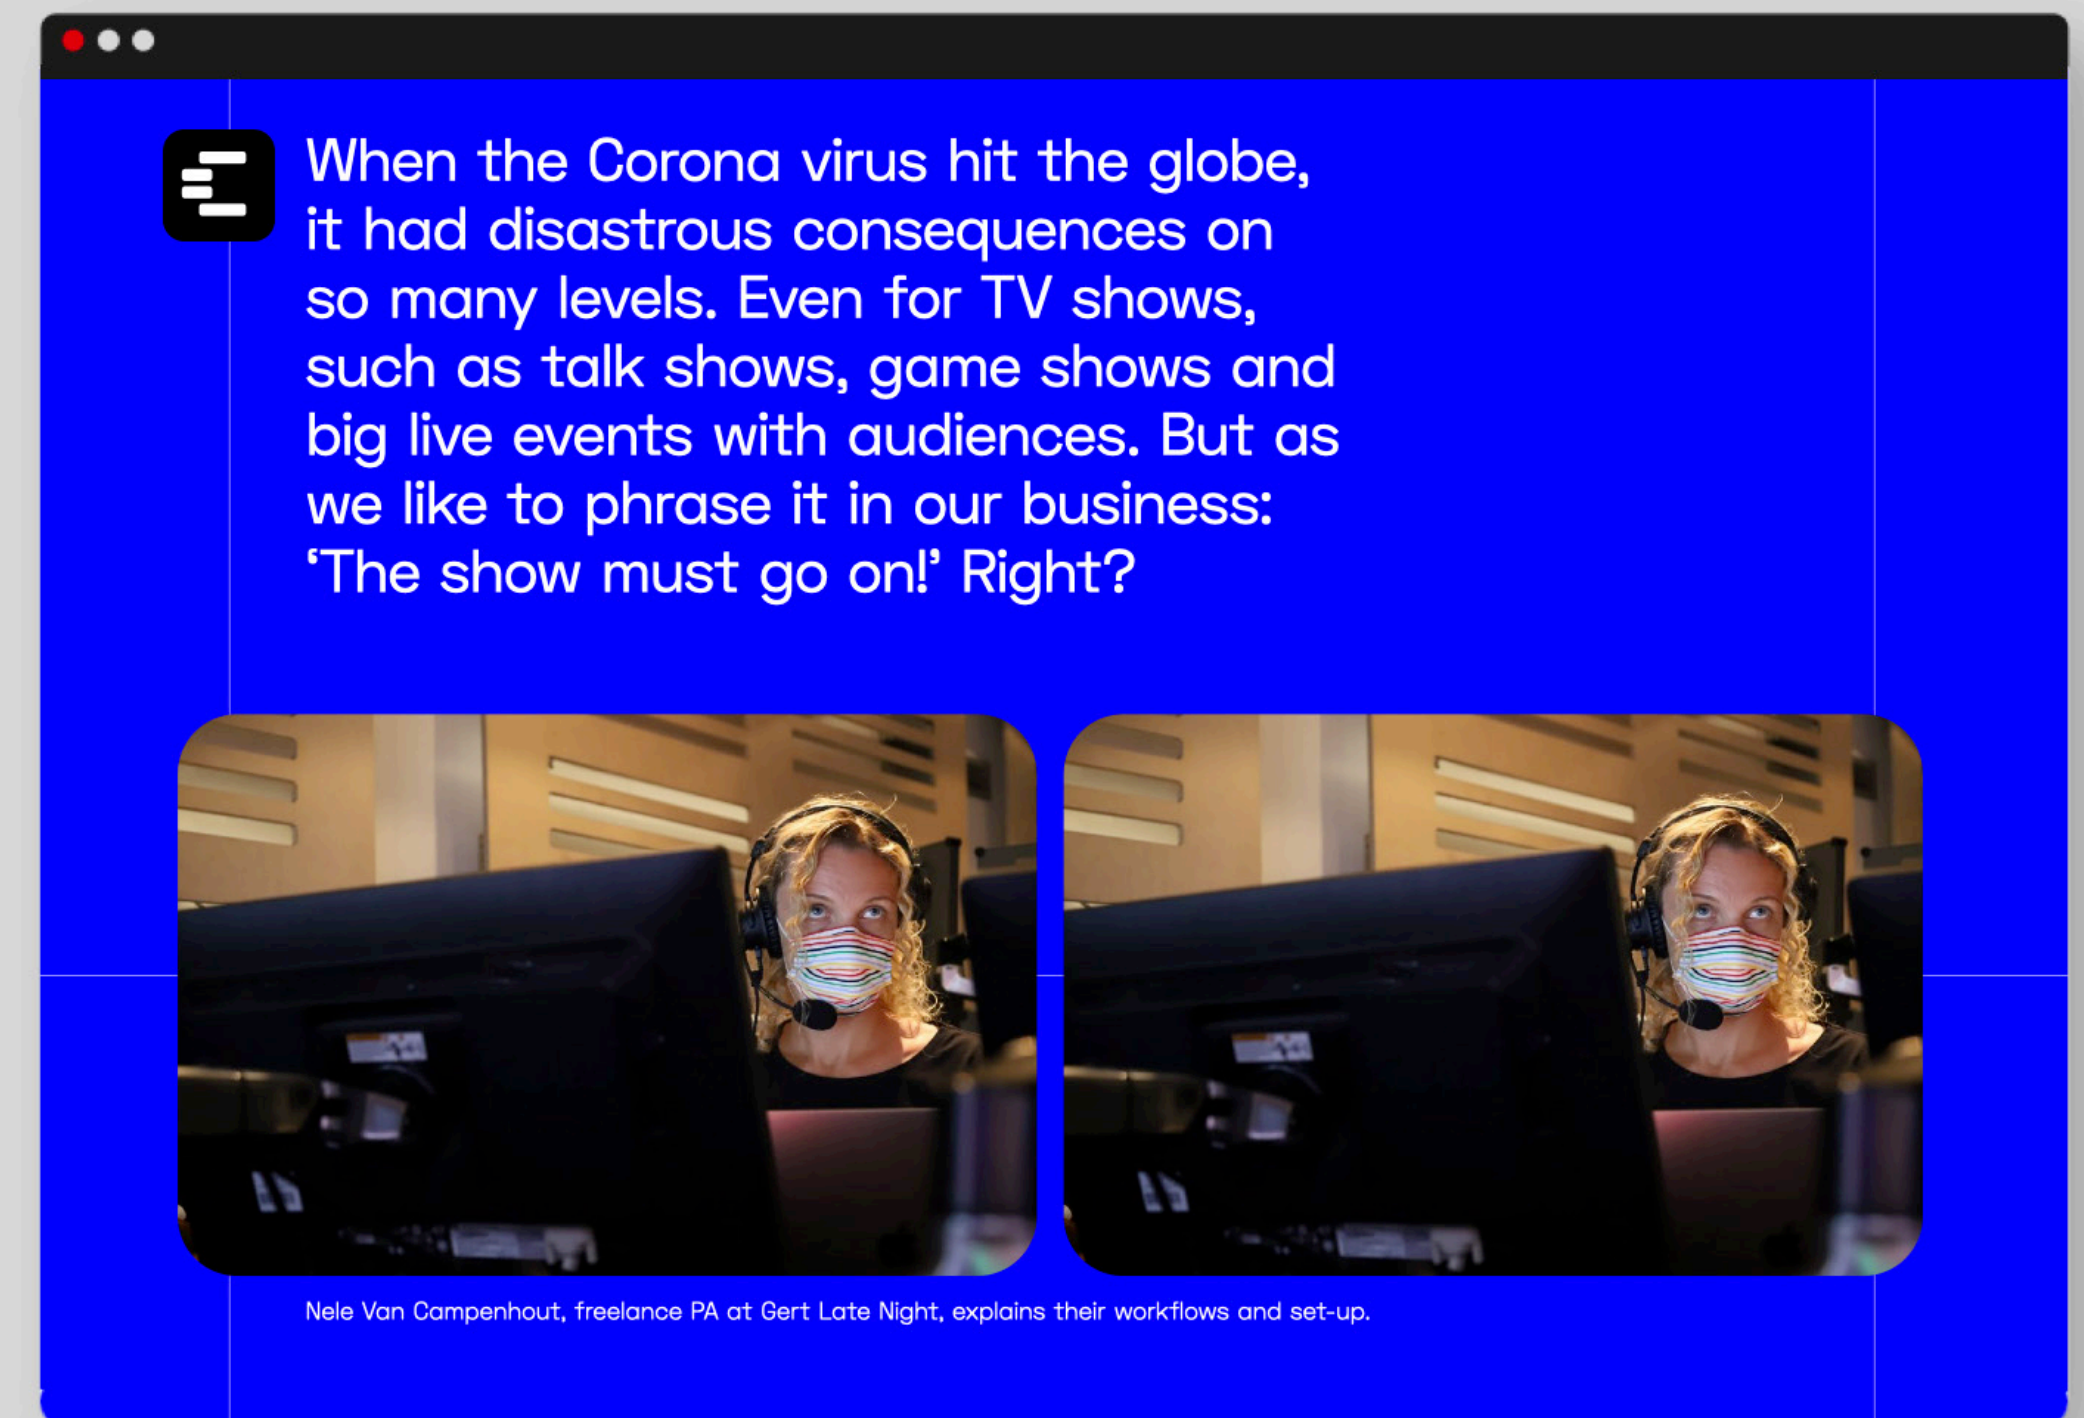 When the Corona virus hit the globe,
it had disastrous consequences on
so many levels. Even for TV shows,
such as talk shows, game shows and
big live events with audiences. But as
we like to phrase it in our business:
‘The show must go on!’ Right?
Nele Van Campenhout, freelance PA at Gert Late Night, explains their workflows and set-up.